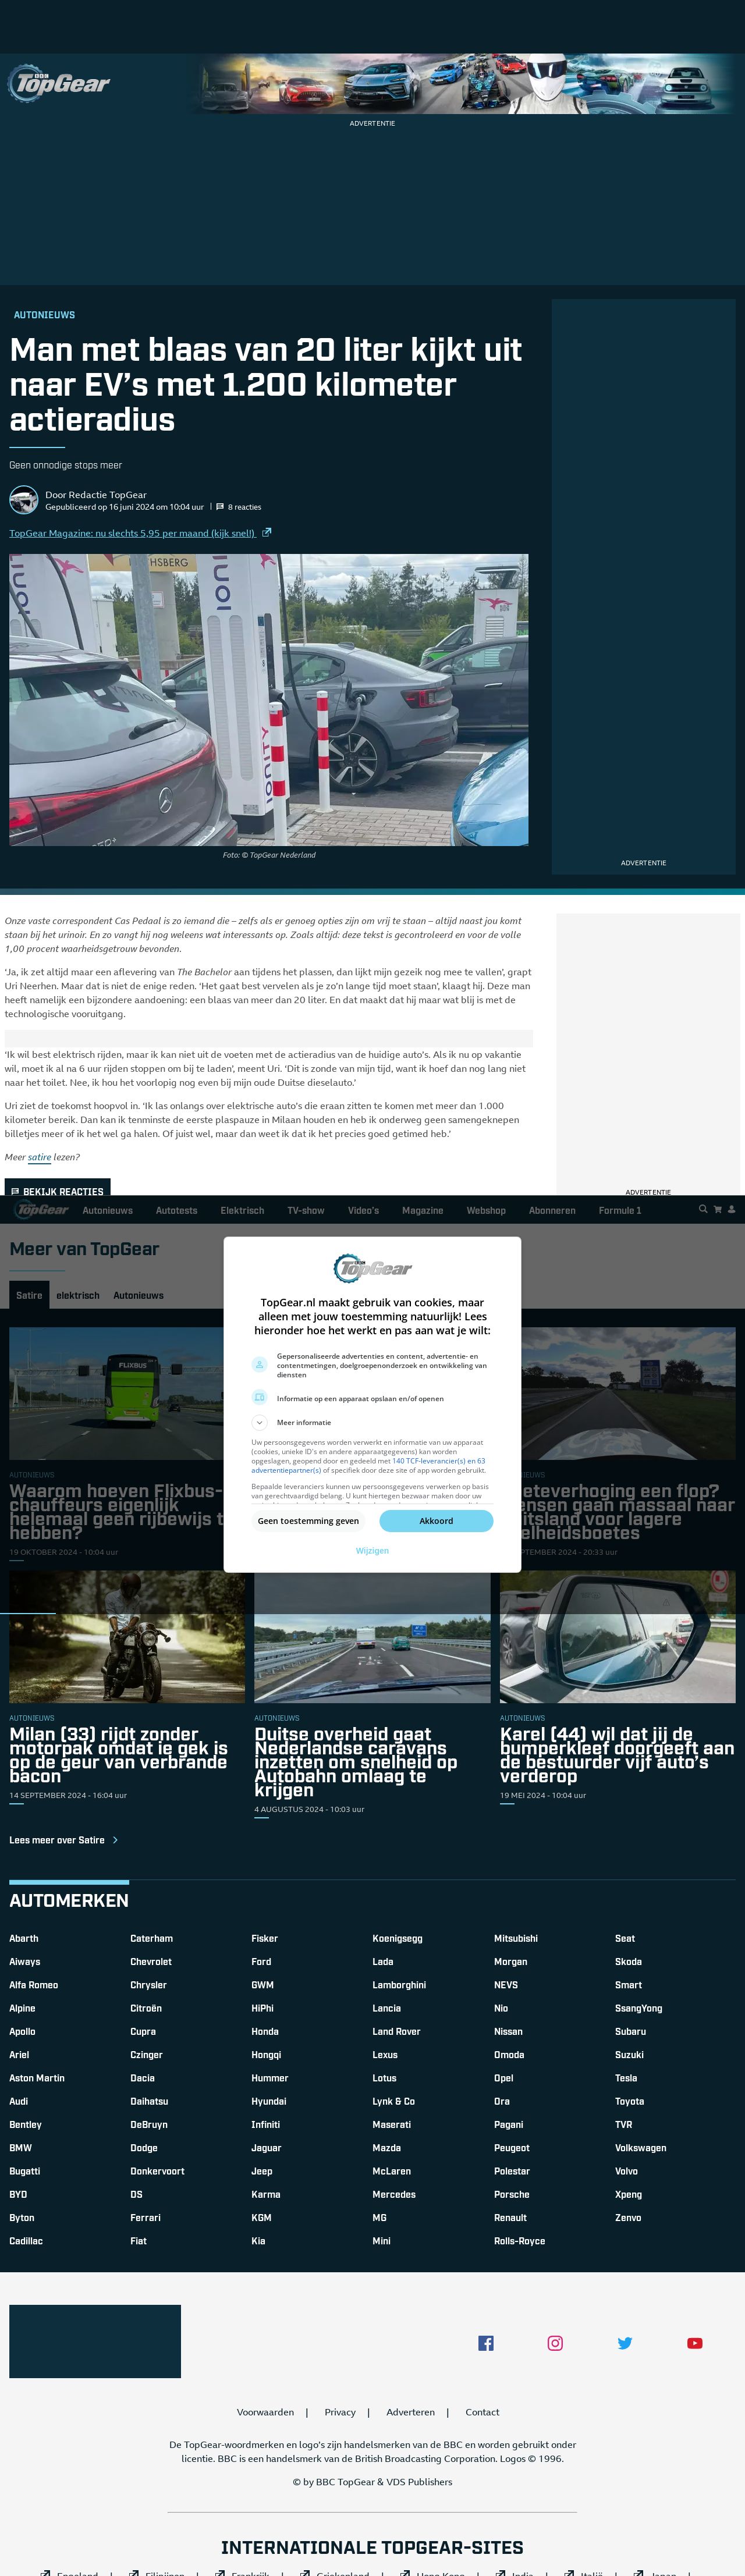 BBC
TopGear
ADVERTENTIE
AUTONIEUWS
Man met blaas van 20 liter kijkt uit
naar EV's met 1.200 kilometer
actieradius
Geen onnodige stops meer
Door Redactie TopGear
Gepubliceerd op 16 juni 2024 om 10:04 uur | 8 reacties
TopGear Magazine: nu slechts 5,95 per maand (kijk snel!)
IONITY
Foto: © TopGear Nederland
ADVERTENTIE
Onze vaste correspondent Cas Pedaal is zo iemand die – zelfs als er genoeg opties zijn om vrij te staan – altijd naast jou komt
staan bij het urinoir. En zo vangt hij nog weleens wat interessants op. Zoals altijd: deze tekst is gecontroleerd en voor de volle
1,00 procent waarheidsgetrouw bevonden.
'Ja, ik zet altijd maar een aflevering van The Bachelor aan tijdens het plassen, dan lijkt mijn gezeik nog mee te vallen', grapt
Uri Neerhen. Maar dat is niet de enige reden. 'Het gaat best vervelen als je zo'n lange tijd moet staan', klaagt hij. Deze man
heeft namelijk een bijzondere aandoening: een blaas van meer dan 20 liter. En dat maakt dat hij maar wat blij is met de
technologische vooruitgang.
'Ik wil best elektrisch rijden, maar ik kan niet uit de voeten met de actieradius van de huidige auto's. Als ik nu op vakantie
wil, moet ik al na 6 uur rijden stoppen om bij te laden', meent Uri. 'Dit is zonde van mijn tijd, want ik hoef dan nog lang niet
naar het toilet. Nee, ik hou het voorlopig nog even bij mijn oude Duitse dieselauto.'
Uri ziet de toekomst hoopvol in. 'Ik las onlangs over elektrische auto's die eraan zitten te komen met meer dan 1.000
kilometer bereik. Dan kan ik tenminste de eerste plaspauze in Milaan houden en heb ik onderweg geen samengeknepen
billetjes meer of ik het wel ga halen. Of juist wel, maar dan weet ik dat ik het precies goed getimed heb.'
Meer satire lezen?
ADVERTENTIE
BEKIJK REACTIES
TopGear Autonieuws Autotests Elektrisch TV-show Video's Magazine Webshop Abonneren Formule 1
Meer van TopGear
Satire elektrisch Autonieuws
TopGear
TopGear.nl maakt gebruik van cookies, maar
alleen met jouw toestemming natuurlijk! Lees
hieronder hoe het werkt en pas aan wat je wilt:
Gepersonaliseerde advertenties en content, advertentie- en
contentmetingen, doelgroepenonderzoek en ontwikkeling van
diensten
Informatie op een apparaat opslaan en/of openen
Meer informatie
Uw persoonsgegevens worden verwerkt en informatie van uw apparaat
(cookies, unieke ID's en andere apparaatgegevens) kan worden
opgeslagen, geopend door en gedeeld met 140 TCF-leverancier(s) en 63
advertentiepartner(s) of specifiek door deze site of app worden gebruikt.
Bepaalde leveranciers kunnen uw persoonsgegevens verwerken op basis
van gerechtvaardigd belang. U kunt hiertegen bezwaar maken door uw
Geen toestemming geven Akkoord
Wijzigen
FLIXBUS
AUTONIEUWS
Waarom hoeven Flixbus-
chauffeurs eigenlijk
helemaal geen rijbewijs t
hebben?
19 OKTOBER 2024 - 10:04 uur
eteverhoging een flop?
ensen gaan massaal naar
itsland voor lagere
elheidsboetes
PTEMBER 2024 - 20:33 uur
AUTONIEUWS
Milan (33) rijdt zonder
motorpak omdat ie gek is
op de geur van verbrande
bacon
14 SEPTEMBER 2024 - 16:04 uur
AUTONIEUWS
Duitse overheid gaat
Nederlandse caravans
inzetten om snelheid op
Autobahn omlaag te
krijgen
4 AUGUSTUS 2024 - 10:03 uur
AUTONIEUWS
Karel (44) wil dat jij de
bumperkleef doorgeeft aan
de bestuurder vijf auto's
verderop
19 MEI 2024 - 10:04 uur
Lees meer over Satire
AUTOMERKEN
Abarth Caterham Fisker Koenigsegg Mitsubishi Seat
Aiways Chevrolet Ford Lada Morgan Skoda
Alfa Romeo Chrysler GWM Lamborghini NEVS Smart
Alpine Citroën HiPhi Lancia Nio SsangYong
Apollo Cupra Honda Land Rover Nissan Subaru
Ariel Czinger Hongqi Lexus Omoda Suzuki
Aston Martin Dacia Hummer Lotus Opel Tesla
Audi Daihatsu Hyundai Lynk & Co Ora Toyota
Bentley DeBruyn Infiniti Maserati Pagani TVR
BMW Dodge Jaguar Mazda Peugeot Volkswagen
Bugatti Donkervoort Jeep McLaren Polestar Volvo
BYD DS Karma Mercedes Porsche Xpeng
Byton Ferrari KGM MG Renault Zenvo
Cadillac Fiat Kia Mini Rolls-Royce
Voorwaarden | Privacy | Adverteren | Contact
De TopGear-woordmerken en logo's zijn handelsmerken van de BBC en worden gebruikt onder
licentie. BBC is een handelsmerk van de British Broadcasting Corporation. Logos © 1996.
© by BBC TopGear & VDS Publishers
INTERNATIONALE TOPGEAR-SITES
Engeland | Filipijnen | Frankrijk | Griekenland | Hong Kong | India | Italië | Japan |